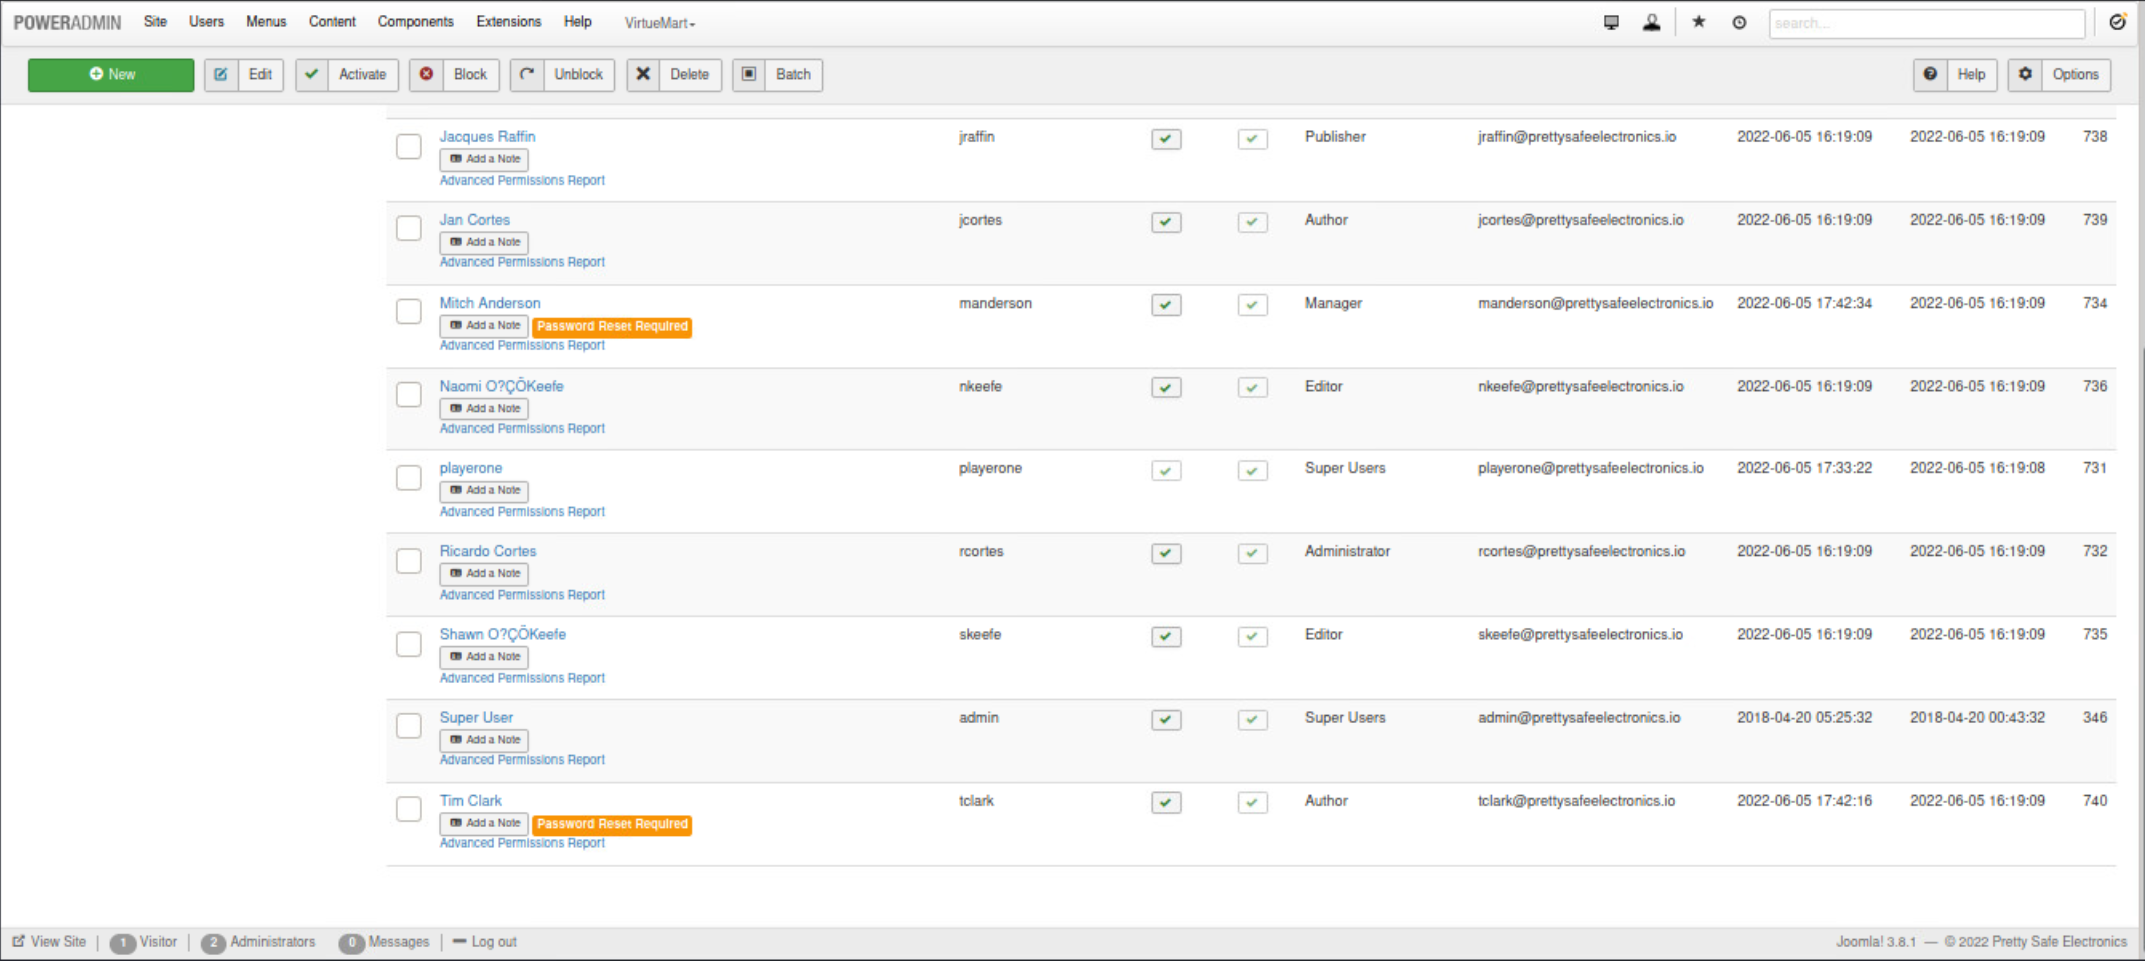 POWERADMIN Site Users Menus Content Components Extensions Help VirtueMart search...
New Edit Activate Block Unblock Delete Batch Help Options
Jacques Raffin jraffin Publisher jraffin@prettysafeelectronics.io 2022-06-05 16:19:09 2022-06-05 16:19:09 738
Add a Note
Advanced Permissions Report
Jan Cortes jcortes Author jcortes@prettysafeelectronics.io 2022-06-05 16:19:09 2022-06-05 16:19:09 739
Add a Note
Advanced Permissions Report
Mitch Anderson manderson Manager manderson@prettysafeelectronics.io 2022-06-05 17:42:34 2022-06-05 16:19:09 734
Add a Note Password Reset Required
Advanced Permissions Report
Naomi O?ÇÖKeefe nkeefe Editor nkeefe@prettysafeelectronics.io 2022-06-05 16:19:09 2022-06-05 16:19:09 736
Add a Note
Advanced Permissions Report
playerone playerone Super Users playerone@prettysafeelectronics.io 2022-06-05 17:33:22 2022-06-05 16:19:08 731
Add a Note
Advanced Permissions Report
Ricardo Cortes rcortes Administrator rcortes@prettysafeelectronics.io 2022-06-05 16:19:09 2022-06-05 16:19:09 732
Add a Note
Advanced Permissions Report
Shawn O?ÇÖKeefe skeefe Editor skeefe@prettysafeelectronics.io 2022-06-05 16:19:09 2022-06-05 16:19:09 735
Add a Note
Advanced Permissions Report
Super User admin Super Users admin@prettysafeelectronics.io 2018-04-20 05:25:32 2018-04-20 00:43:32 346
Add a Note
Advanced Permissions Report
Tim Clark tclark Author tclark@prettysafeelectronics.io 2022-06-05 17:42:16 2022-06-05 16:19:09 740
Add a Note Password Reset Required
Advanced Permissions Report
View Site | 1 Visitor | 2 Administrators 0 Messages | Log out Joomla! 3.8.1 — © 2022 Pretty Safe Electronics